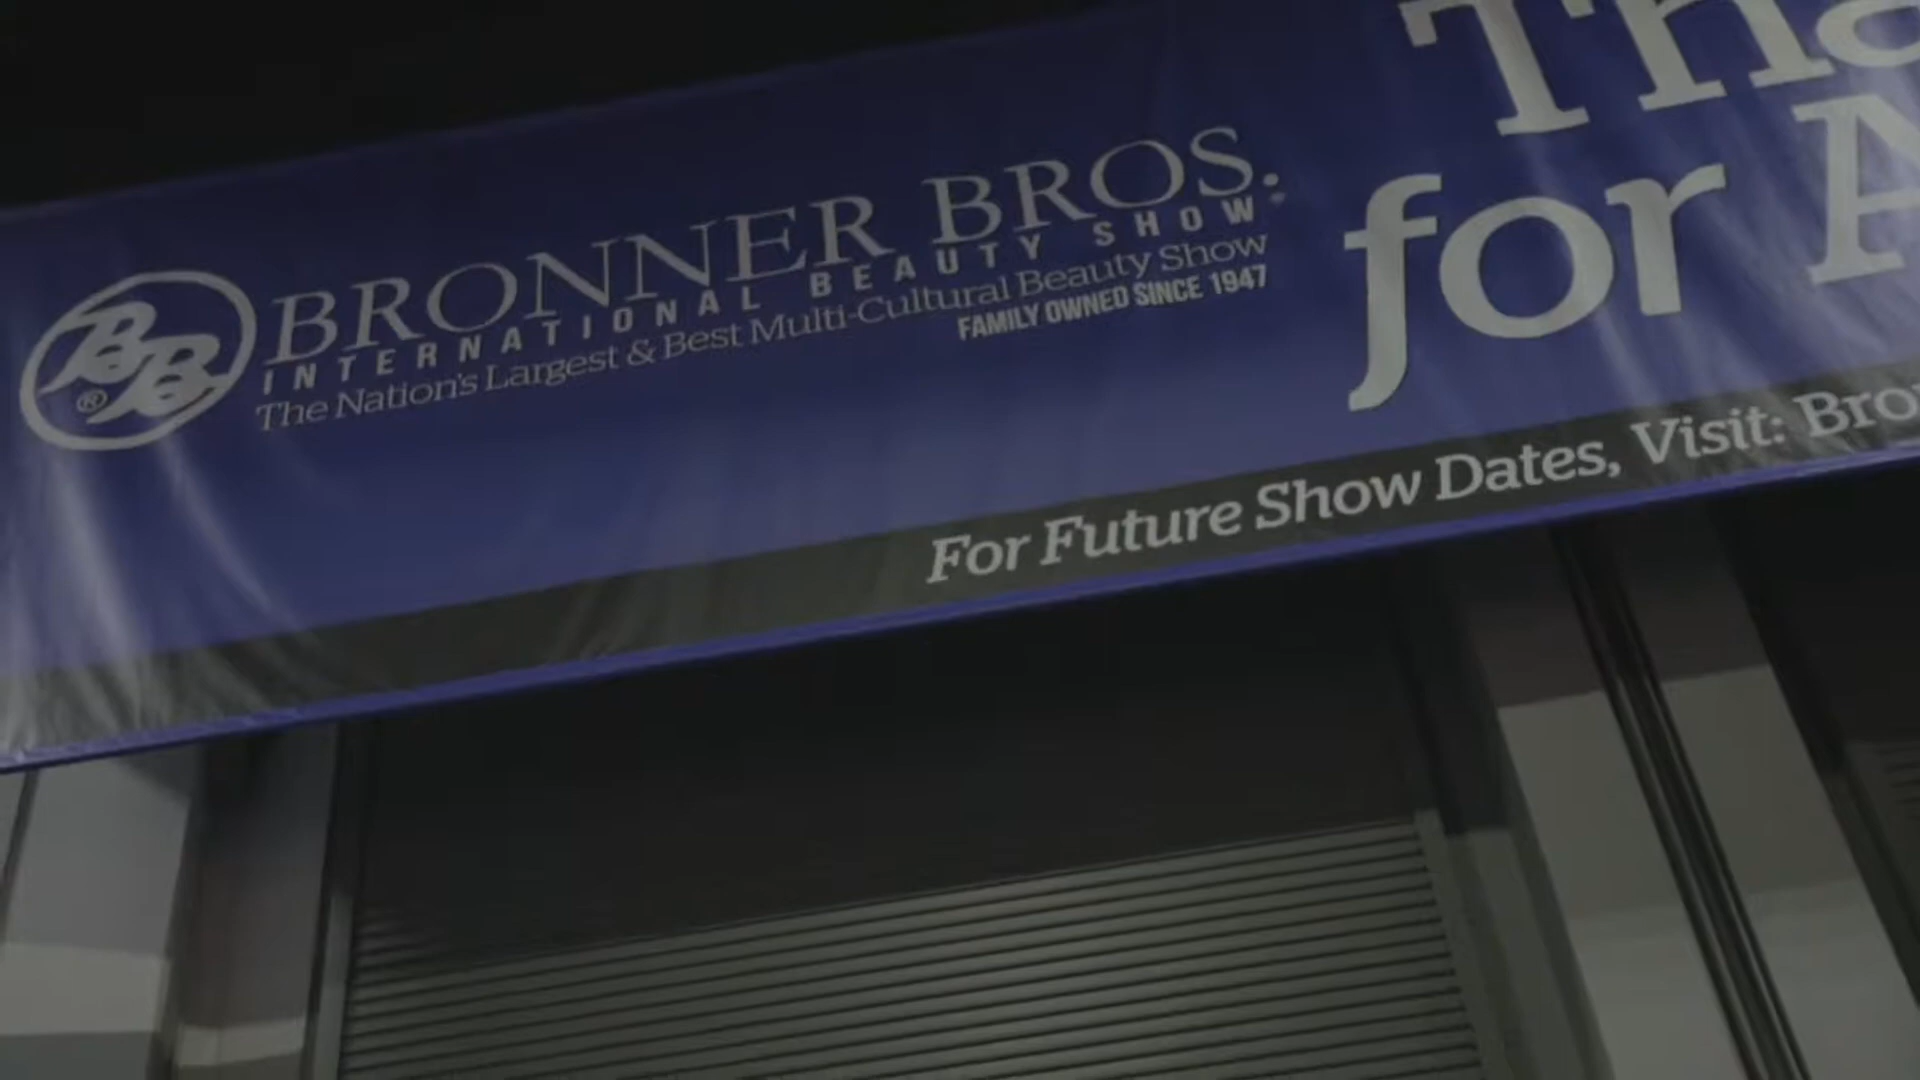 BB
®
BRONNER BROS.
INTERNATIONAL BEAUTY SHOW
The Nation's Largest & Best Multi-Cultural Beauty Show
FAMILY OWNED SINCE 1947
for
For Future Show Dates, Visit: